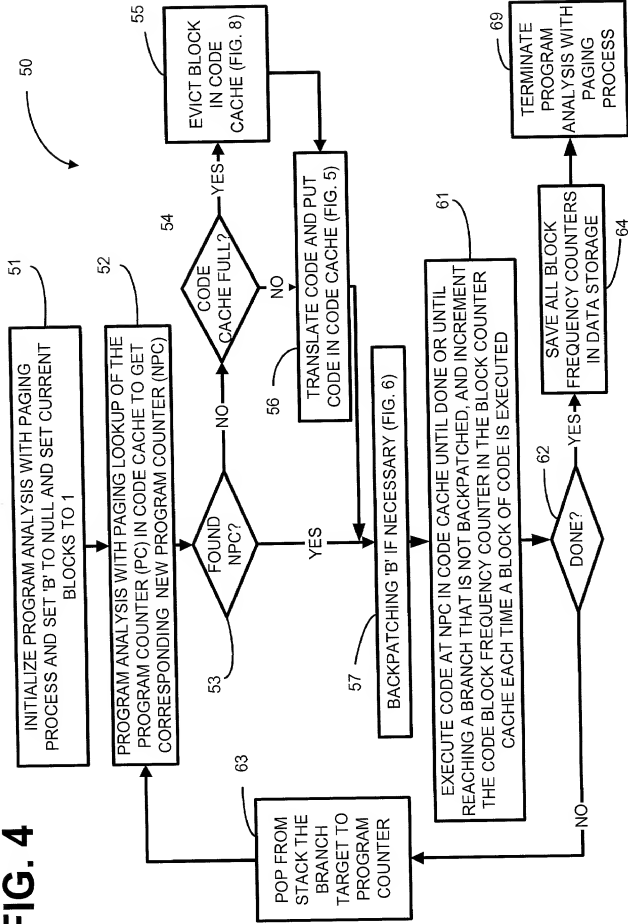 FIG. 4
50
51
INITIALIZE PROGRAM ANALYSIS WITH PAGING
PROCESS AND SET 'B' TO NULL AND SET CURRENT
BLOCKS TO 1
52
PROGRAM ANALYSIS WITH PAGING LOOKUP OF THE
PROGRAM COUNTER (PC) IN CODE CACHE TO GET
CORRESPONDING NEW PROGRAM COUNTER (NPC)
53
FOUND
NPC?
NO
YES
54
CODE
CACHE FULL?
YES
NO
55
EVICT BLOCK
IN CODE
CACHE (FIG. 8)
56
TRANSLATE CODE AND PUT
CODE IN CODE CACHE (FIG. 5)
57
BACKPATCHING 'B' IF NECESSARY (FIG. 6)
61
EXECUTE CODE AT NPC IN CODE CACHE UNTIL DONE OR UNTIL
REACHING A BRANCH THAT IS NOT BACKPATCHED, AND INCREMENT
THE CODE BLOCK FREQUENCY COUNTER IN THE BLOCK COUNTER
CACHE EACH TIME A BLOCK OF CODE IS EXECUTED
62
DONE?
NO
YES
63
POP FROM
STACK THE
BRANCH
TARGET TO
PROGRAM
COUNTER
64
SAVE ALL BLOCK
FREQUENCY COUNTERS
IN DATA STORAGE
69
TERMINATE
PROGRAM
ANALYSIS WITH
PAGING
PROCESS